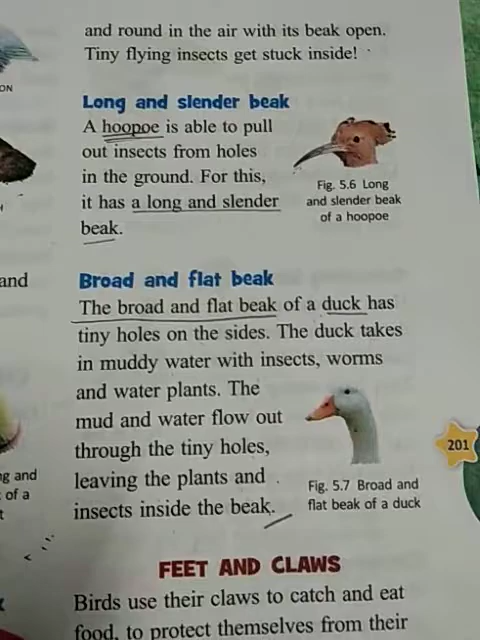 and round in the air with its beak open.
Tiny flying insects get stuck inside!
Long and slender beak
A hoopoe is able to pull
out insects from holes
in the ground. For this,
it has a long and slender
beak.
Fig. 5.6 Long
and slender beak
of a hoopoe
Broad and flat beak
The broad and flat beak of a duck has
tiny holes on the sides. The duck takes
in muddy water with insects, worms
and water plants. The
mud and water flow out
through the tiny holes,
leaving the plants and
insects inside the beak.
Fig. 5.7 Broad and
flat beak of a duck
201
FEET AND CLAWS
Birds use their claws to catch and eat
food, to protect themselves from their
ON
and
ng and
of a
t